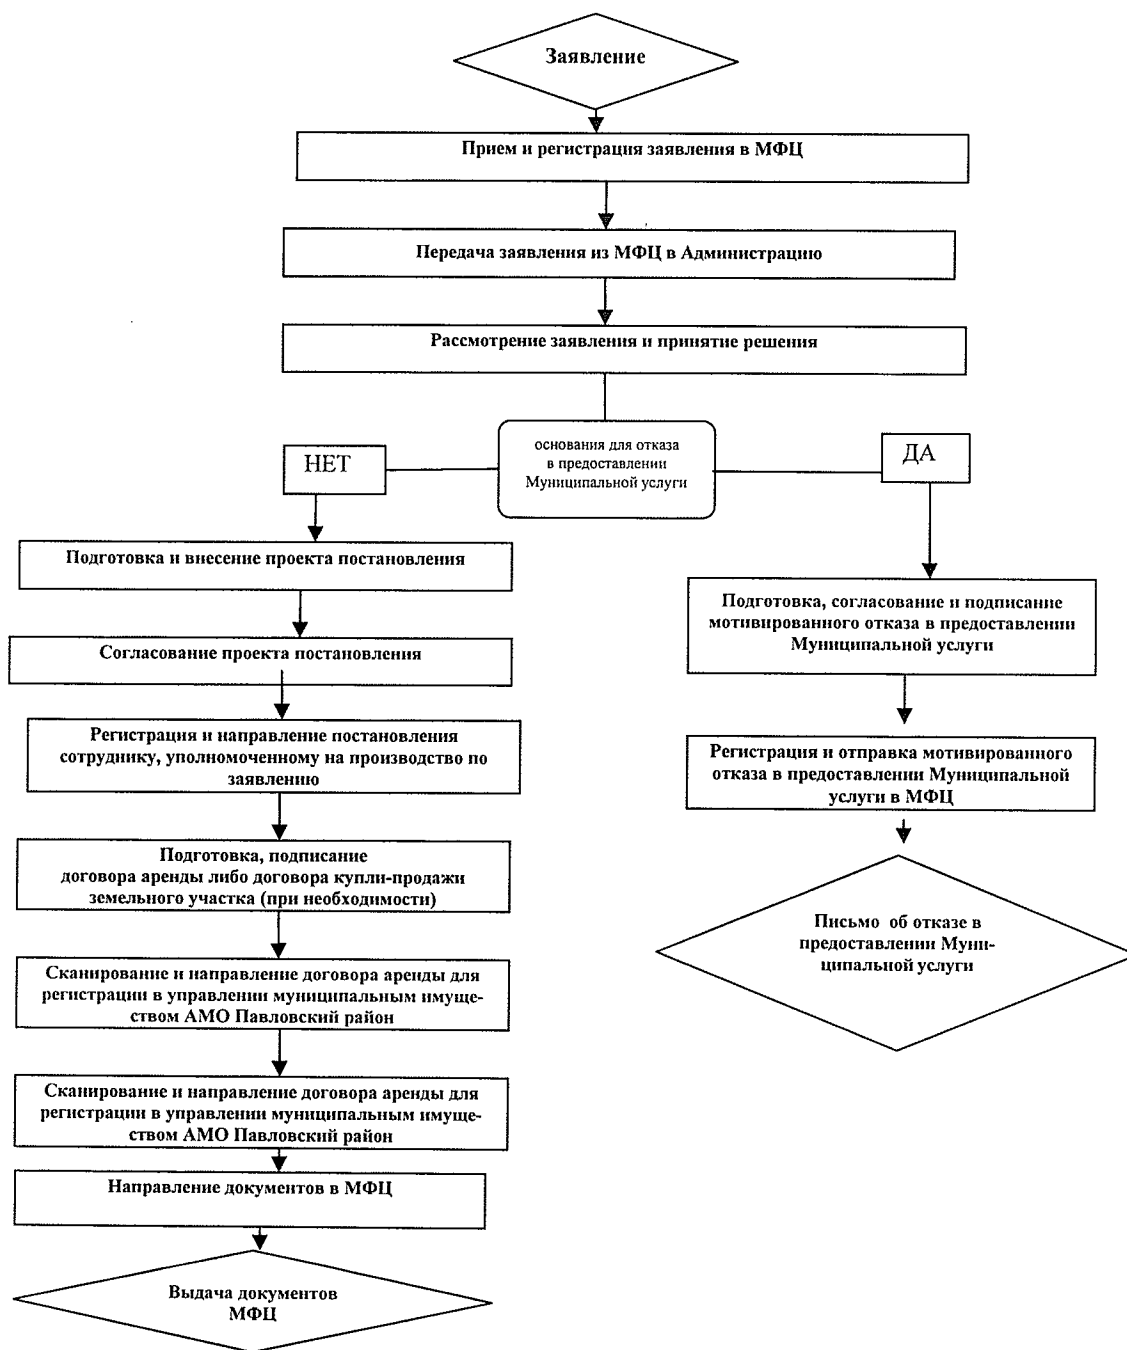 Заявление
Прием и регистрация заявления в МФЦ
Передача заявления из МФЦ в Администрацию
Рассмотрение заявления и принятие решения
основания для отказа
в предоставлении
Муниципальной услуги
НЕТ
ДА
Подготовка и внесение проекта постановления
Согласование проекта постановления
Регистрация и направление постановления
сотруднику, уполномоченному на производство по
заявлению
Подготовка, подписание
договора аренды либо договора купли-продажи
земельного участка (при необходимости)
Сканирование и направление договора аренды для
регистрации в управлении муниципальным имуще-
ством АМО Павловский район
Сканирование и направление договора аренды для
регистрации в управлении муниципальным имуще-
ством АМО Павловский район
Направление документов в МФЦ
Выдача документов
МФЦ
Подготовка, согласование и подписание
мотивированного отказа в предоставлении
Муниципальной услуги
Регистрация и отправка мотивированного
отказа в предоставлении Муниципальной
услуги в МФЦ
Письмо об отказе в
предоставлении Муни-
ципальной услуги